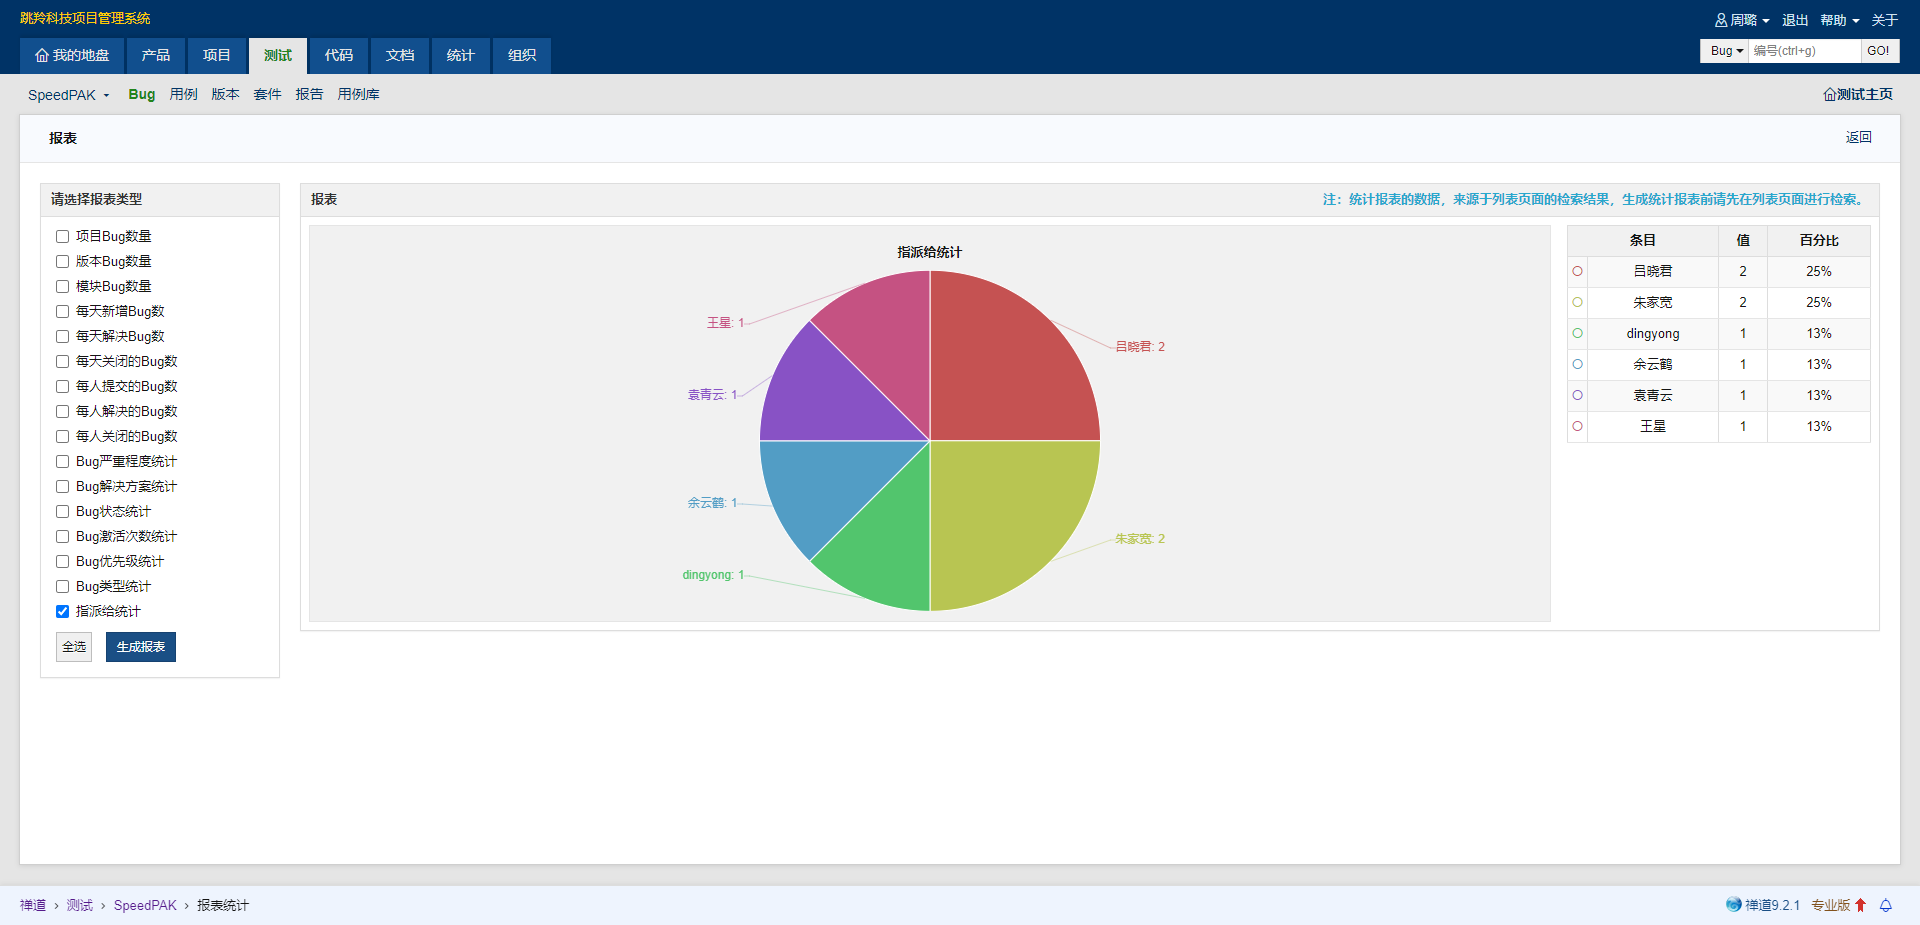 跳羚科技项目管理系统
周璐 退出 帮助 关于
我的地盘 产品 项目 测试 代码 文档 统计 组织
Bug 编号(ctrl+g) GO!
SpeedPAK Bug 用例 版本 套件 报告 用例库 测试主页
报表 返回
请选择报表类型
项目Bug数量
版本Bug数量
模块Bug数量
每天新增Bug数
每天解决Bug数
每天关闭的Bug数
每人提交的Bug数
每人解决的Bug数
每人关闭的Bug数
Bug严重程度统计
Bug解决方案统计
Bug状态统计
Bug激活次数统计
Bug优先级统计
Bug类型统计
指派给统计
全选 生成报表
报表 注：统计报表的数据，来源于列表页面的检索结果，生成统计报表前请先在列表页面进行检索。
指派给统计
王星: 1
吕晓君: 2
袁青云: 1
余云鹤: 1
朱家宽: 2
dingyong: 1
条目 值 百分比
吕晓君 2 25%
朱家宽 2 25%
dingyong 1 13%
余云鹤 1 13%
袁青云 1 13%
王星 1 13%
禅道 › 测试 › SpeedPAK › 报表统计
禅道9.2.1 专业版